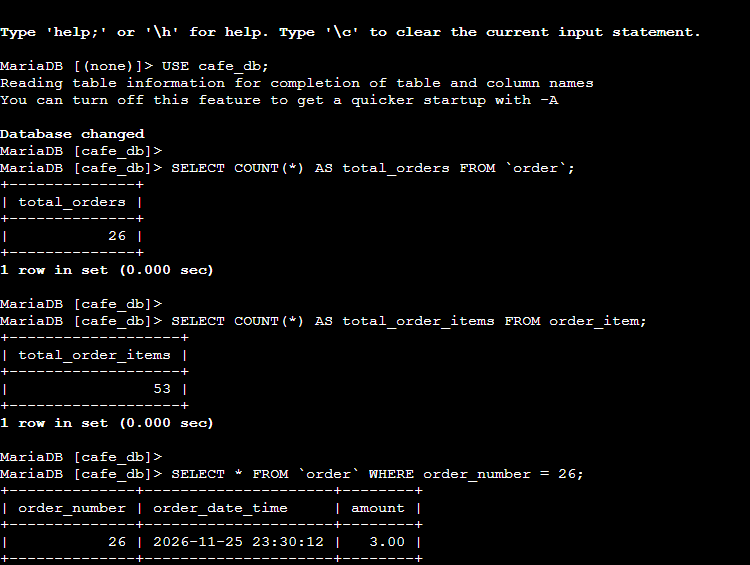 Type 'help;' or '\h' for help. Type '\c' to clear the current input statement.
MariaDB [(none)]> USE cafe_db;
Reading table information for completion of table and column names
You can turn off this feature to get a quicker startup with -A
Database changed
MariaDB [cafe_db]>
MariaDB [cafe_db]> SELECT COUNT(*) AS total_orders FROM `order`;
+--------------+
| total_orders |
+--------------+
|           26 |
+--------------+
1 row in set (0.000 sec)
MariaDB [cafe_db]>
MariaDB [cafe_db]> SELECT COUNT(*) AS total_order_items FROM order_item;
+-------------------+
| total_order_items |
+-------------------+
|                53 |
+-------------------+
1 row in set (0.000 sec)
MariaDB [cafe_db]>
MariaDB [cafe_db]> SELECT * FROM `order` WHERE order_number = 26;
+--------------+---------------------+--------+
| order_number | order_date_time     | amount |
+--------------+---------------------+--------+
|           26 | 2026-11-25 23:30:12 |   3.00 |
+--------------+---------------------+--------+